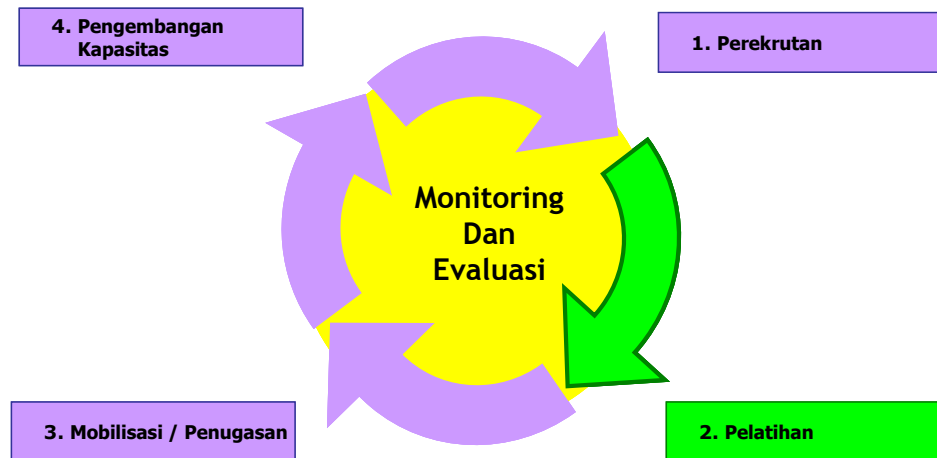 4. Pengembangan
Kapasitas
1. Perekrutan
Monitoring
Dan
Evaluasi
3. Mobilisasi / Penugasan
2. Pelatihan